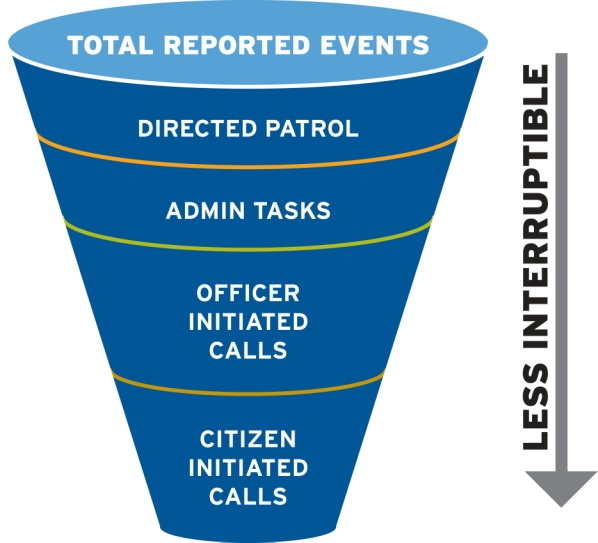 TOTAL REPORTED EVENTS
DIRECTED PATROL
ADMIN TASKS
OFFICER
INITIATED
CALLS
CITIZEN
INITIATED
CALLS
LESS INTERRUPTIBLE